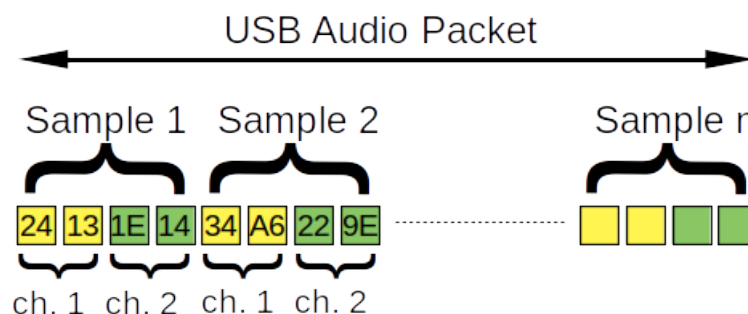 USB Audio Packet
Sample 1 Sample 2 Sample n
24 13 1E 14 34 A6 22 9E
ch. 1 ch. 2 ch. 1 ch. 2